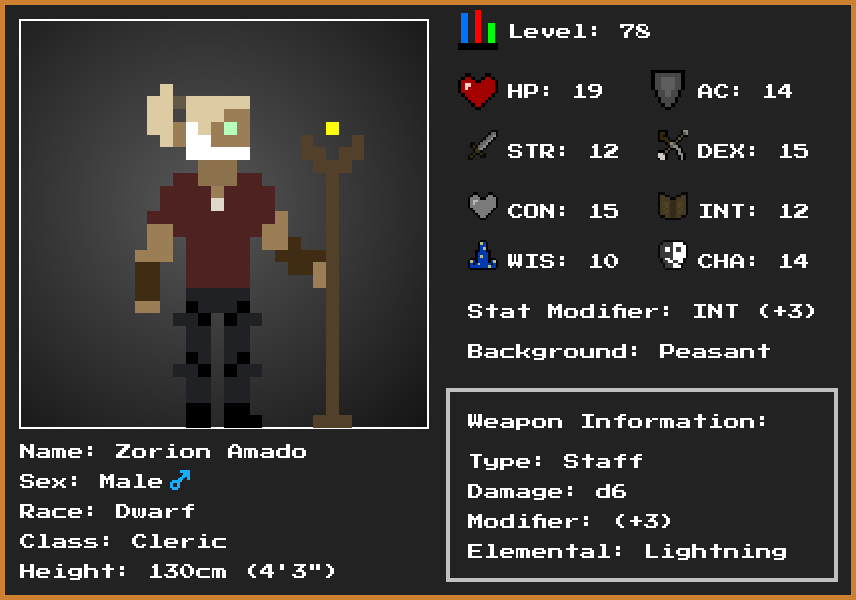 Level: 78
HP: 19 AC: 14
STR: 12 DEX: 15
CON: 15 INT: 12
WIS: 10 CHA: 14
Stat Modifier: INT (+3)
Background: Peasant
Weapon Information:
Type: Staff
Damage: d6
Modifier: (+3)
Elemental: Lightning
Name: Zorion Amado
Sex: Male♂
Race: Dwarf
Class: Cleric
Height: 130cm (4'3")